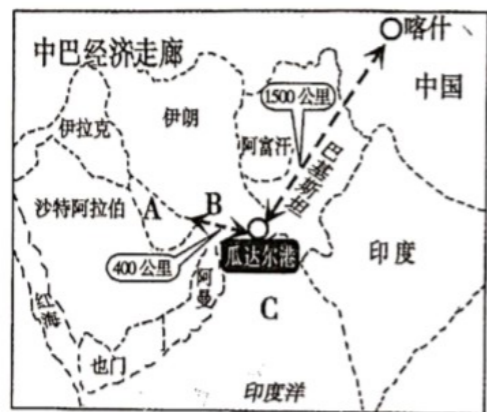 中巴经济走廊
喀什
中国
1500公里
伊朗
伊拉克
阿富汗
巴基斯坦
沙特阿拉伯
A
B
瓜达尔港
印度
400公里
阿曼
C
红海
也门
印度洋